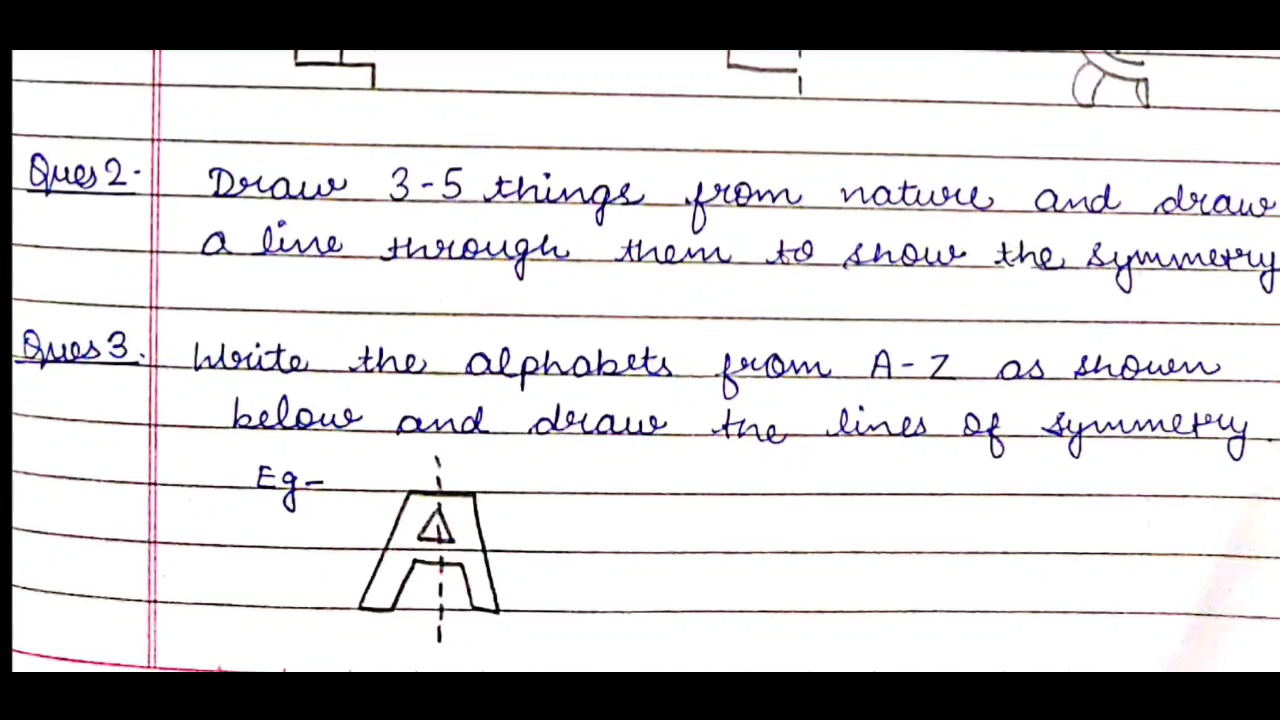 Ques 2. Draw 3-5 things from nature and draw
a line through them to show the symmetry
Ques 3. Write the alphabets from A-Z as shown
below and draw the lines of symmetry
Eg-
A